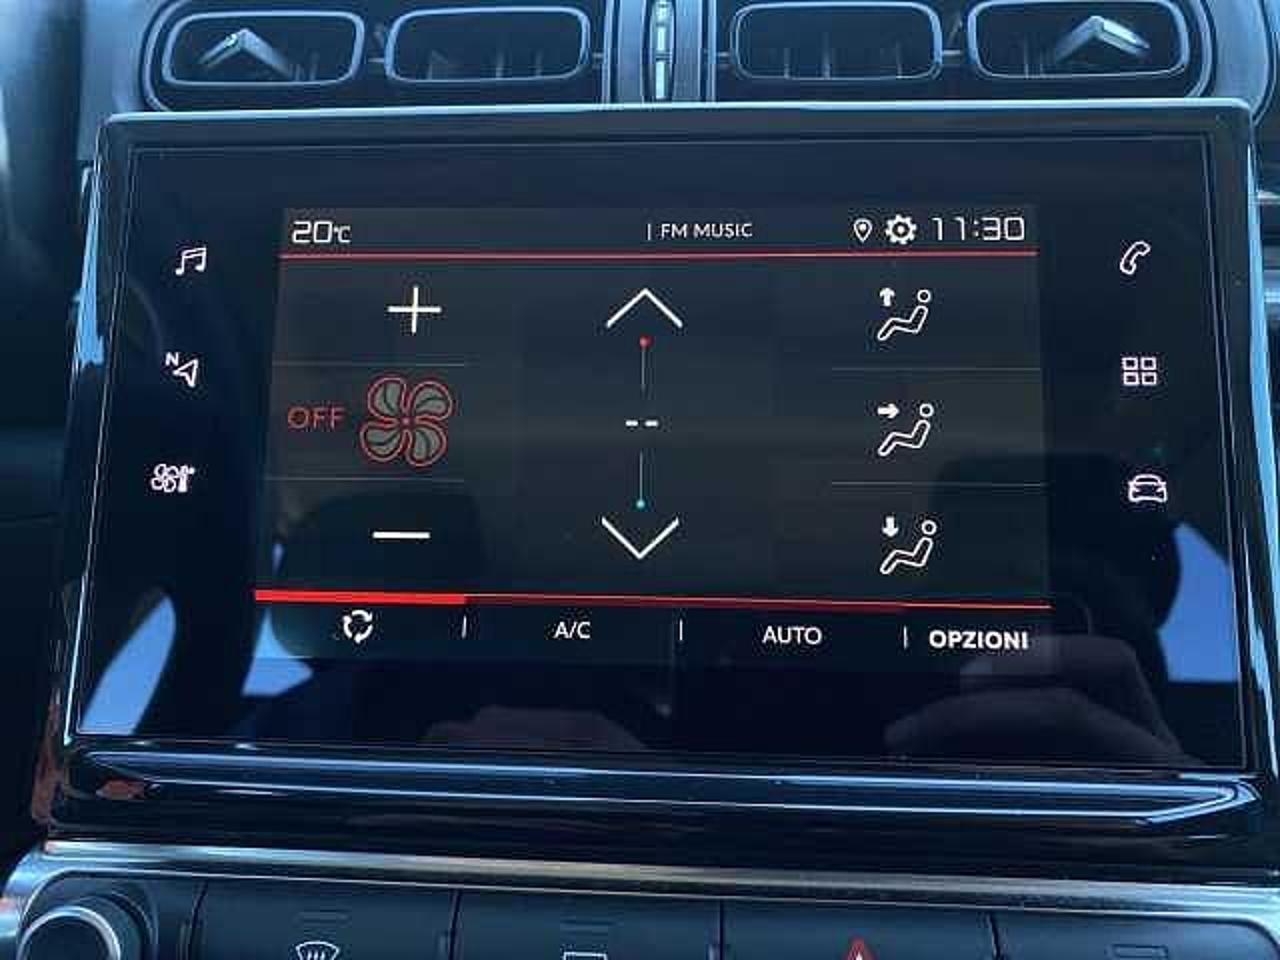 20°C | FM MUSIC 11:30
N
OFF
--
A/C | AUTO | OPZIONI